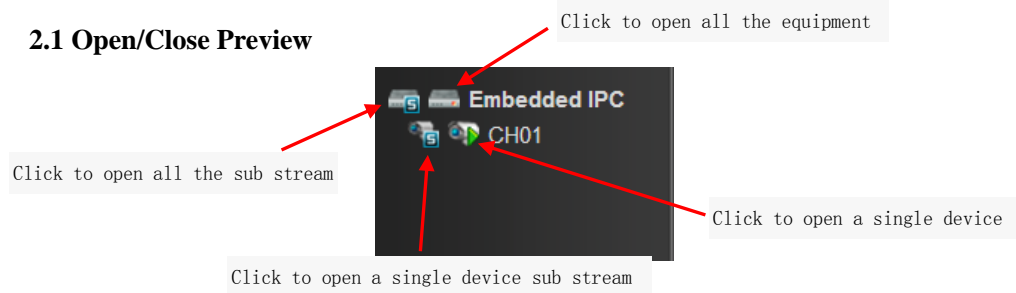 Click to open all the equipment
2.1 Open/Close Preview
S Embedded IPC
S CH01
Click to open all the sub stream
Click to open a single device
Click to open a single device sub stream